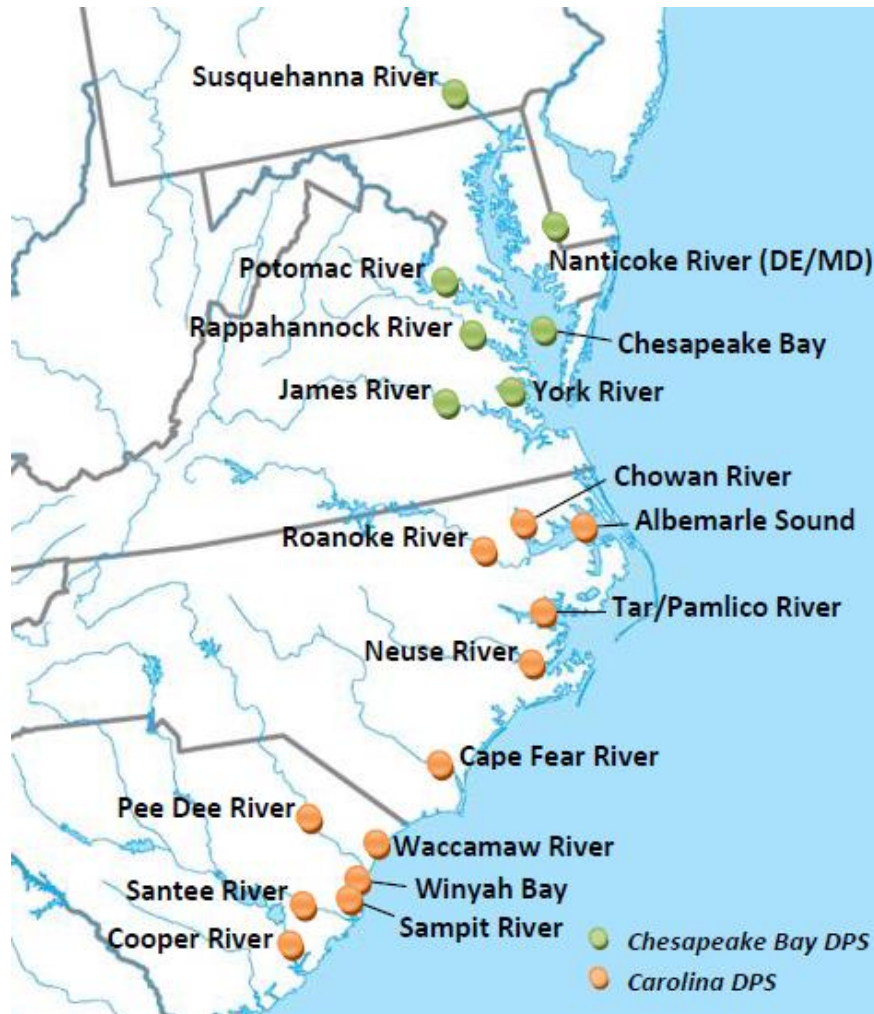 Susquehanna River
Nanticoke River (DE/MD)
Potomac River
Rappahannock River
Chesapeake Bay
James River
York River
Chowan River
Albemarle Sound
Roanoke River
Tar/Pamlico River
Neuse River
Cape Fear River
Pee Dee River
Waccamaw River
Winyah Bay
Santee River
Sampit River
Cooper River
Chesapeake Bay DPS
Carolina DPS